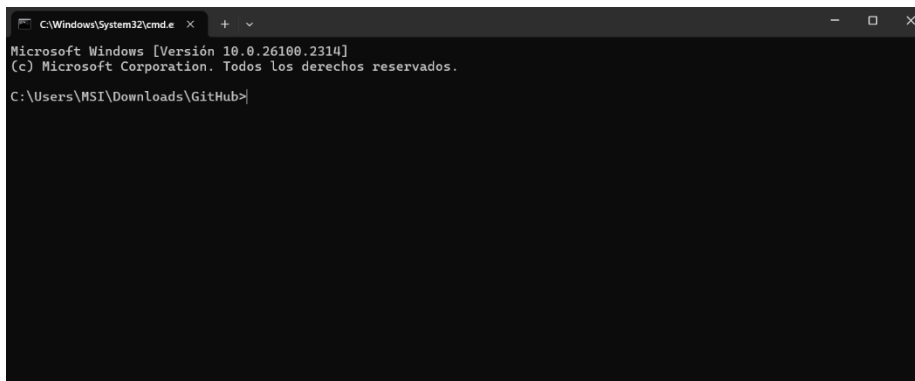 C:\Windows\System32\cmd.e
Microsoft Windows [Versión 10.0.26100.2314]
(c) Microsoft Corporation. Todos los derechos reservados.
C:\Users\MSI\Downloads\GitHub>